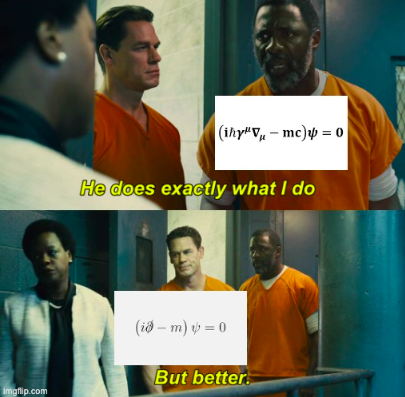 (iħγ^μ∇_μ − mc)ψ = 0
He does exactly what I do
(i∂̸ − m) ψ = 0
But better.
imgflip.com